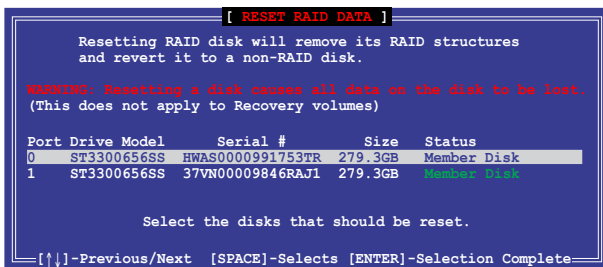 [ RESET RAID DATA ]
Resetting RAID disk will remove its RAID structures
and revert it to a non-RAID disk.
WARNING: Resetting a disk causes all data on the disk to be lost.
(This does not apply to Recovery volumes)
Port Drive Model Serial # Size Status
0 ST3300656SS HWAS0000991753TR 279.3GB Member Disk
1 ST3300656SS 37VN00009846RAJ1 279.3GB Member Disk
Select the disks that should be reset.
[↑↓]-Previous/Next [SPACE]-Selects [ENTER]-Selection Complete